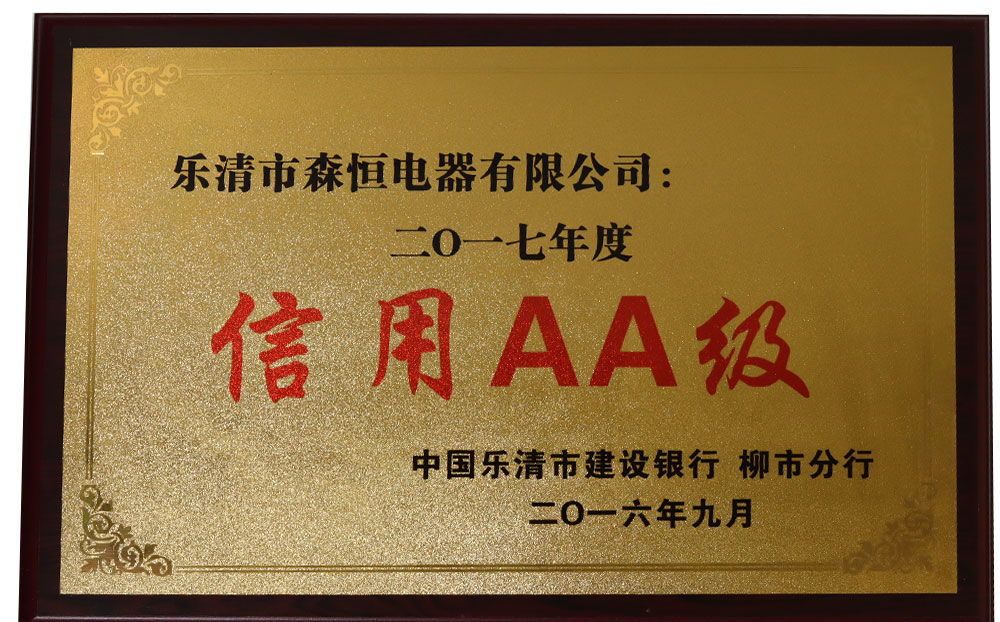 乐清市森恒电器有限公司：
二O一七年度
信用AA级
中国乐清市建设银行 柳市分行
二O一六年九月